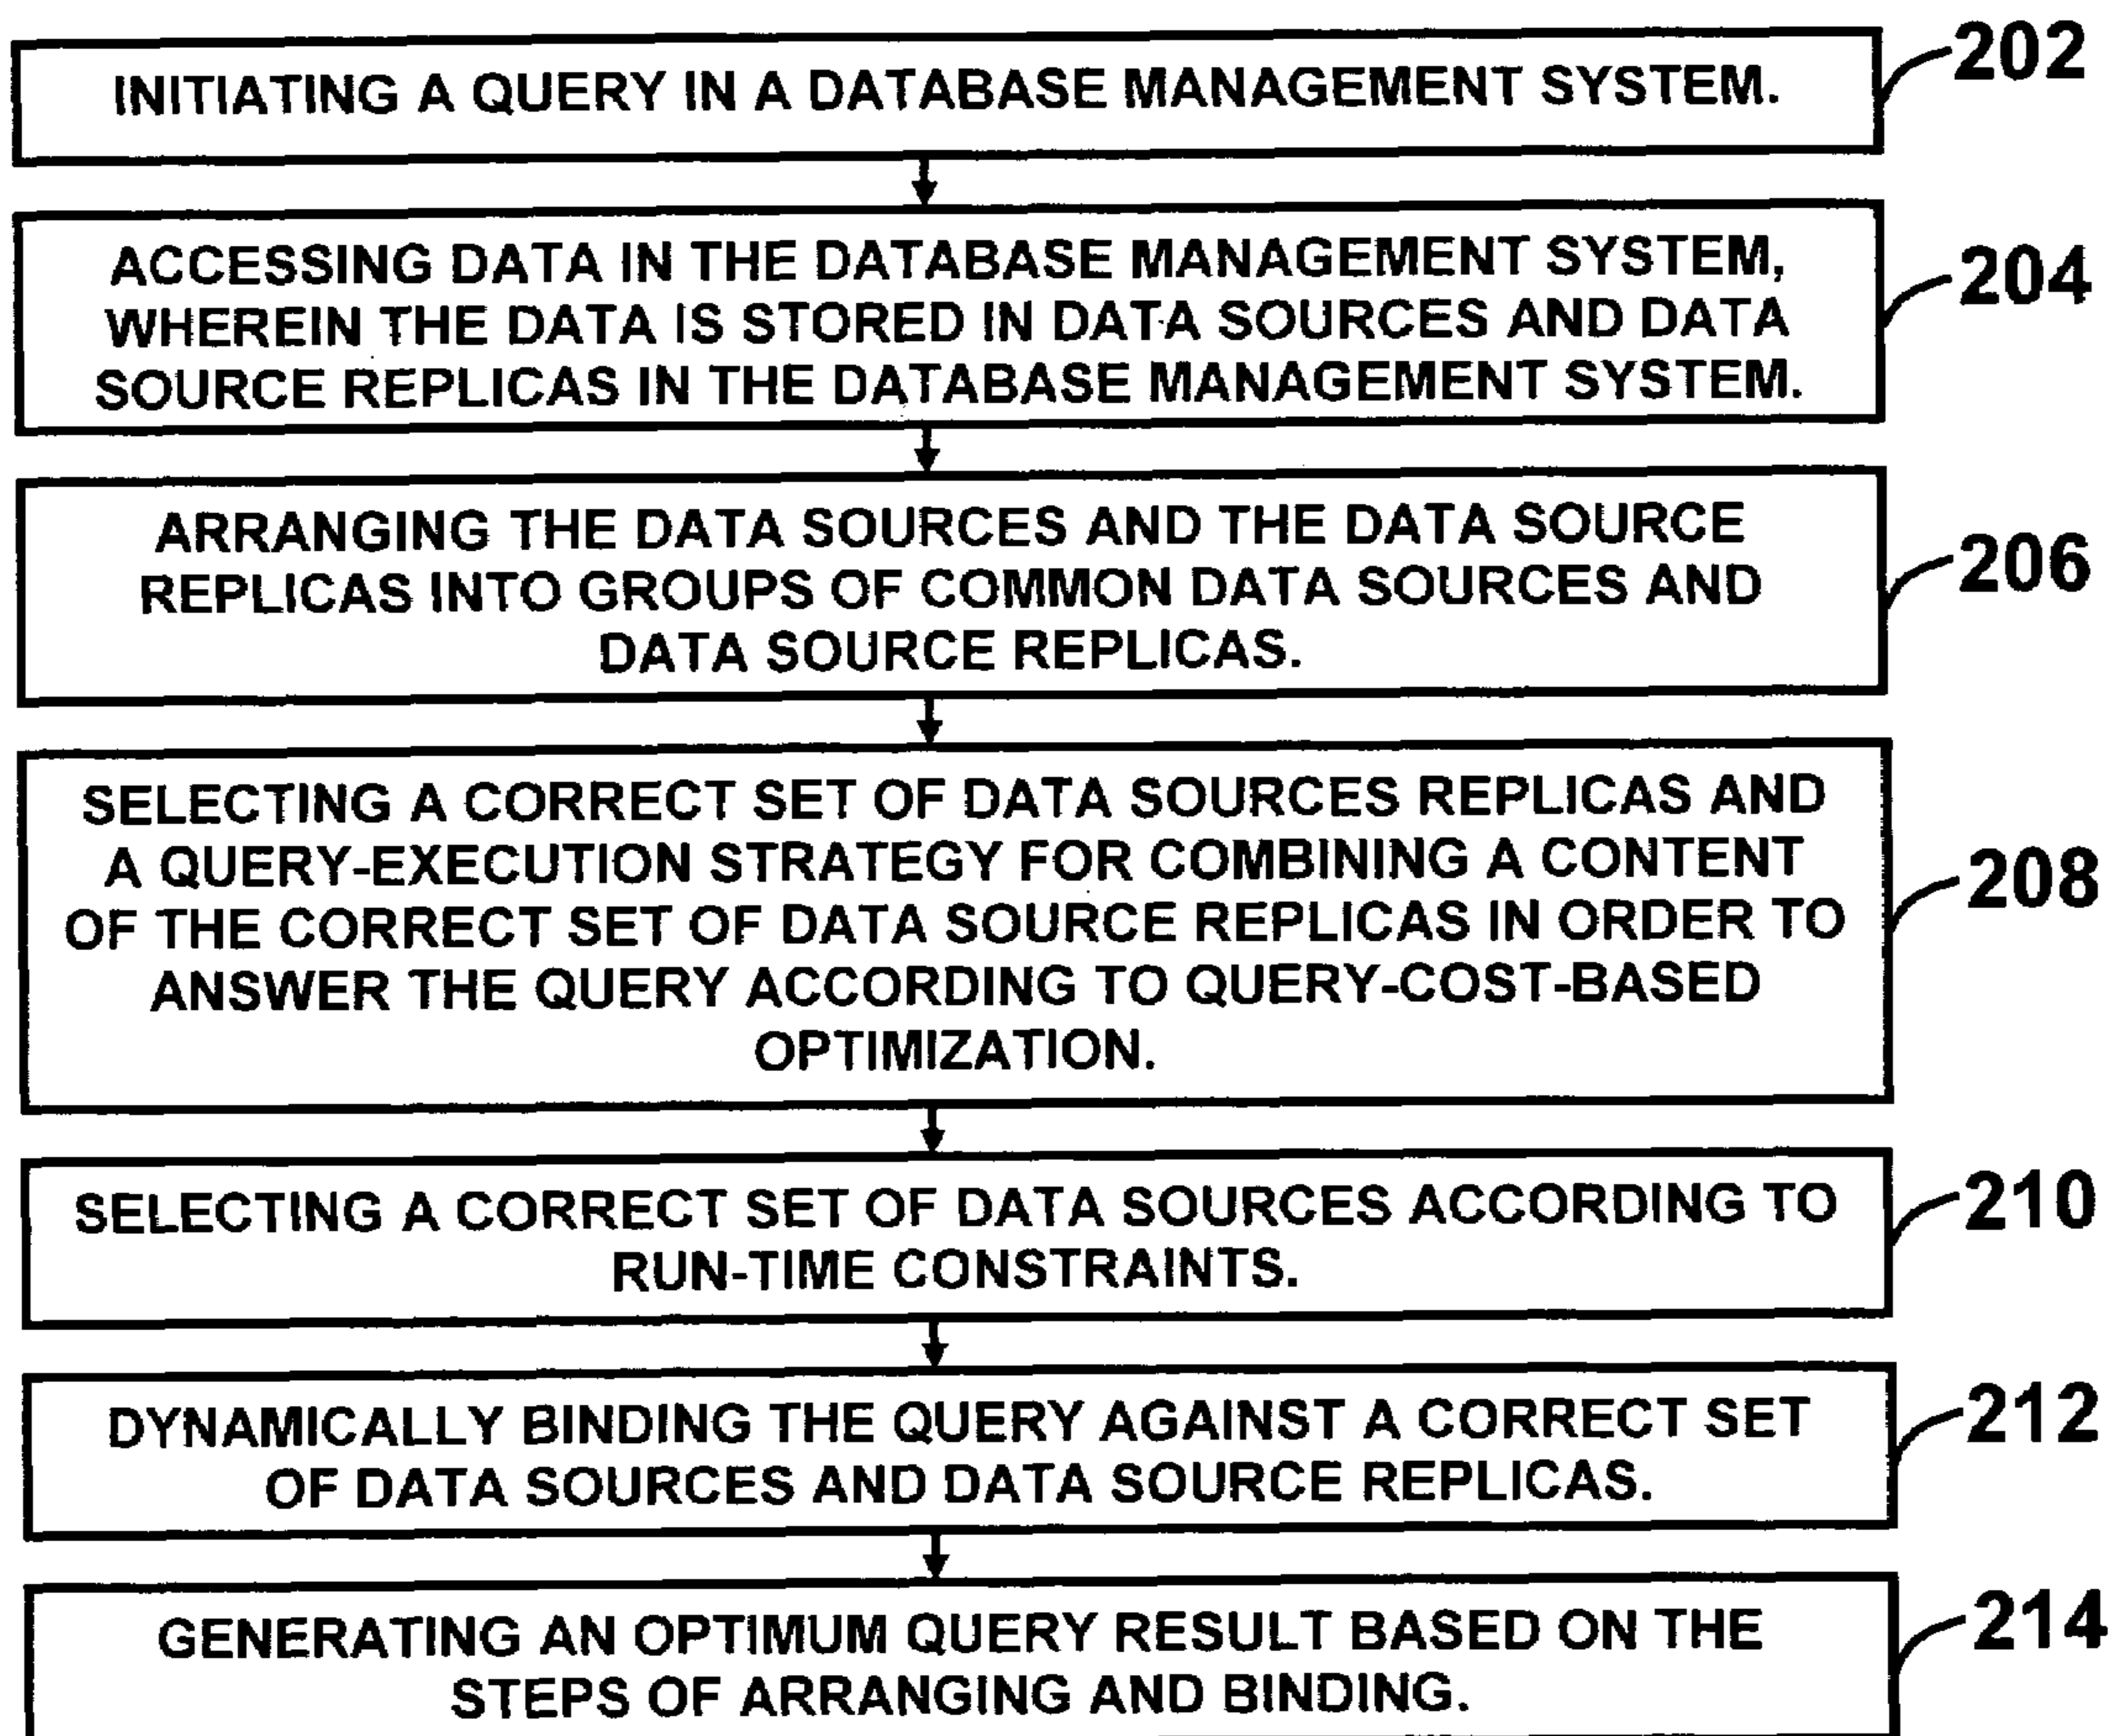 202
INITIATING A QUERY IN A DATABASE MANAGEMENT SYSTEM.
204
ACCESSING DATA IN THE DATABASE MANAGEMENT SYSTEM,
WHEREIN THE DATA IS STORED IN DATA SOURCES AND DATA
SOURCE REPLICAS IN THE DATABASE MANAGEMENT SYSTEM.
206
ARRANGING THE DATA SOURCES AND THE DATA SOURCE
REPLICAS INTO GROUPS OF COMMON DATA SOURCES AND
DATA SOURCE REPLICAS.
208
SELECTING A CORRECT SET OF DATA SOURCES REPLICAS AND
A QUERY-EXECUTION STRATEGY FOR COMBINING A CONTENT
OF THE CORRECT SET OF DATA SOURCE REPLICAS IN ORDER TO
ANSWER THE QUERY ACCORDING TO QUERY-COST-BASED
OPTIMIZATION.
210
SELECTING A CORRECT SET OF DATA SOURCES ACCORDING TO
RUN-TIME CONSTRAINTS.
212
DYNAMICALLY BINDING THE QUERY AGAINST A CORRECT SET
OF DATA SOURCES AND DATA SOURCE REPLICAS.
214
GENERATING AN OPTIMUM QUERY RESULT BASED ON THE
STEPS OF ARRANGING AND BINDING.